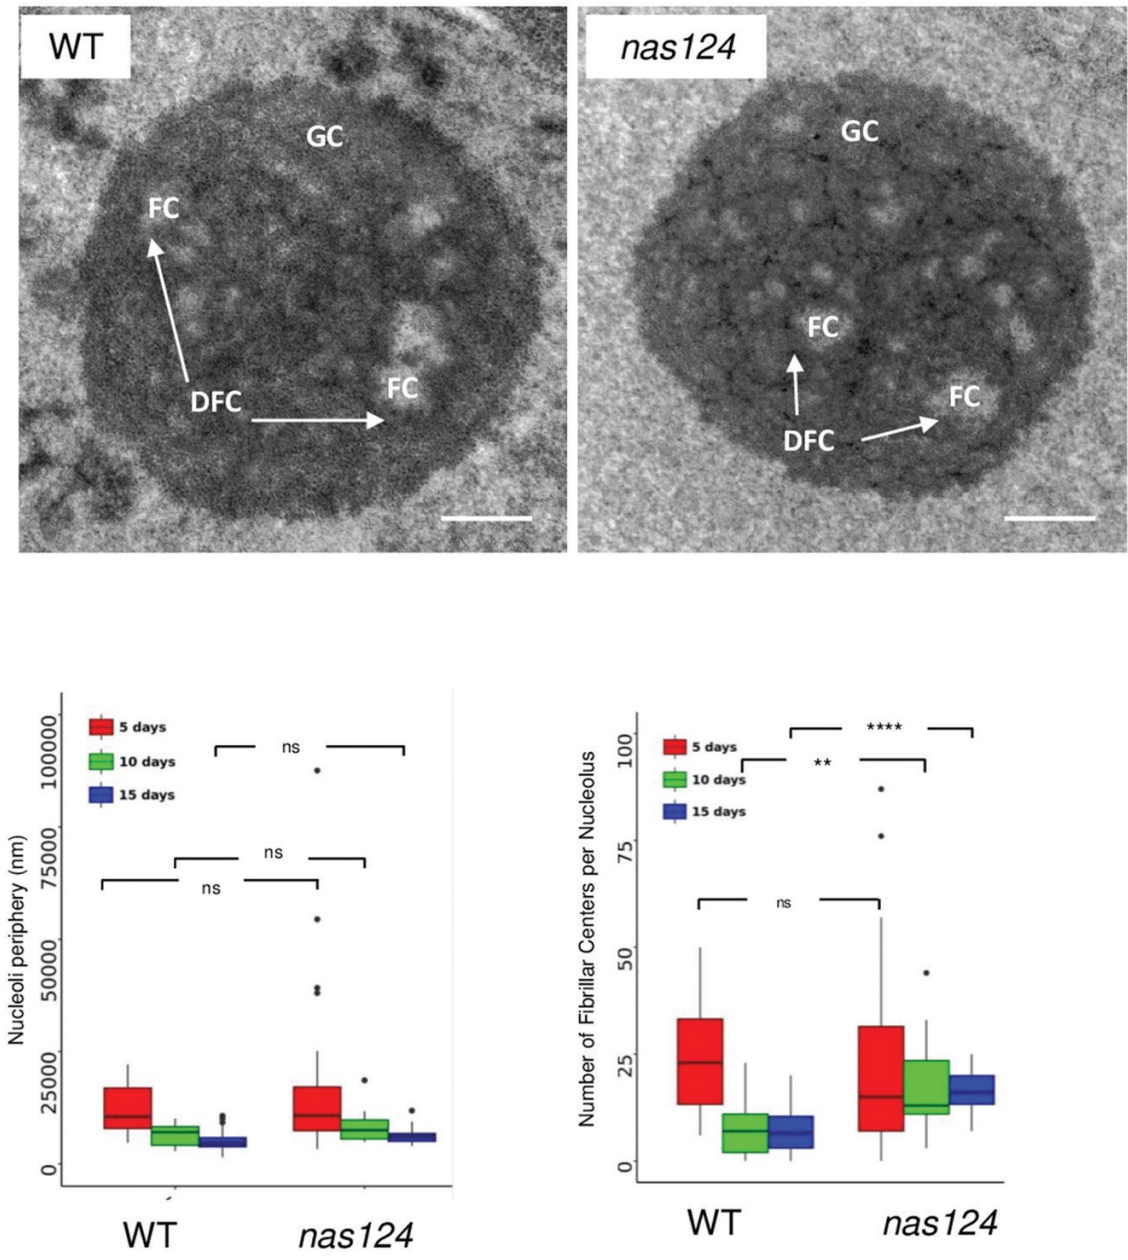 WT
nas124
GC
FC
FC
DFC
GC
FC
FC
DFC
Nucleoli periphery (nm)
100000
75000
50000
25000
0
5 days
10 days
15 days
ns
ns
ns
WT
nas124
Number of Fibrillar Centers per Nucleolus
100
75
50
25
0
5 days
10 days
15 days
****
**
ns
WT
nas124